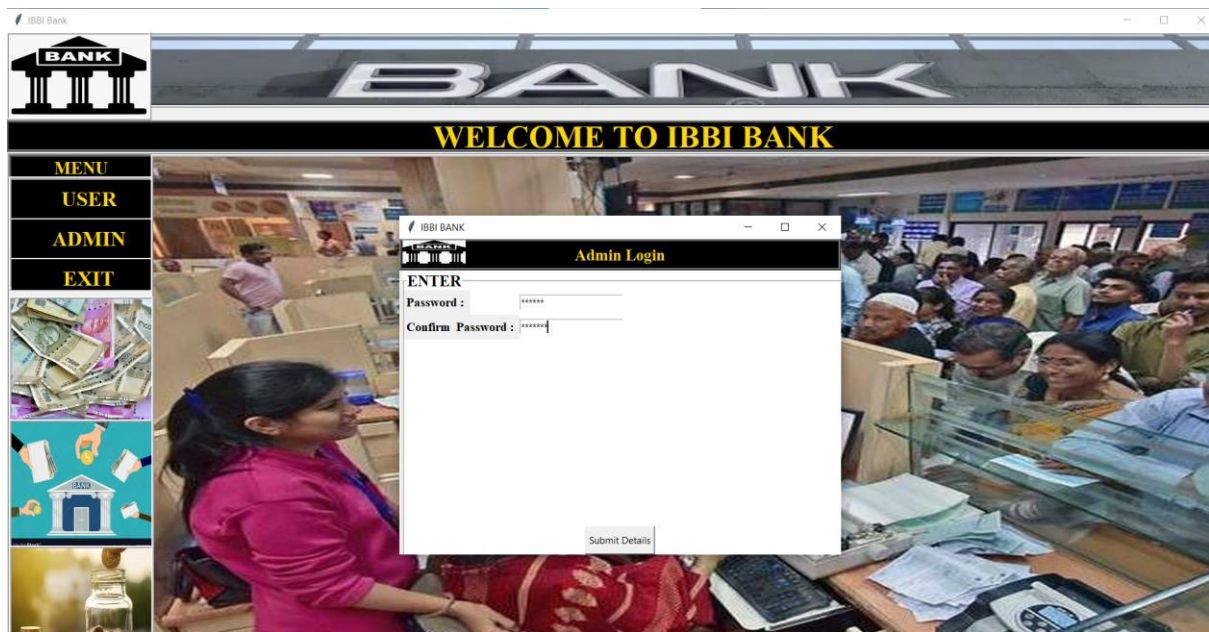 IBBI Bank
BANK
BANK
WELCOME TO IBBI BANK
MENU
USER
ADMIN
EXIT
IBBI BANK
BANK
Admin Login
ENTER
Password : ******
Confirm Password : *******
Submit Details
BANK